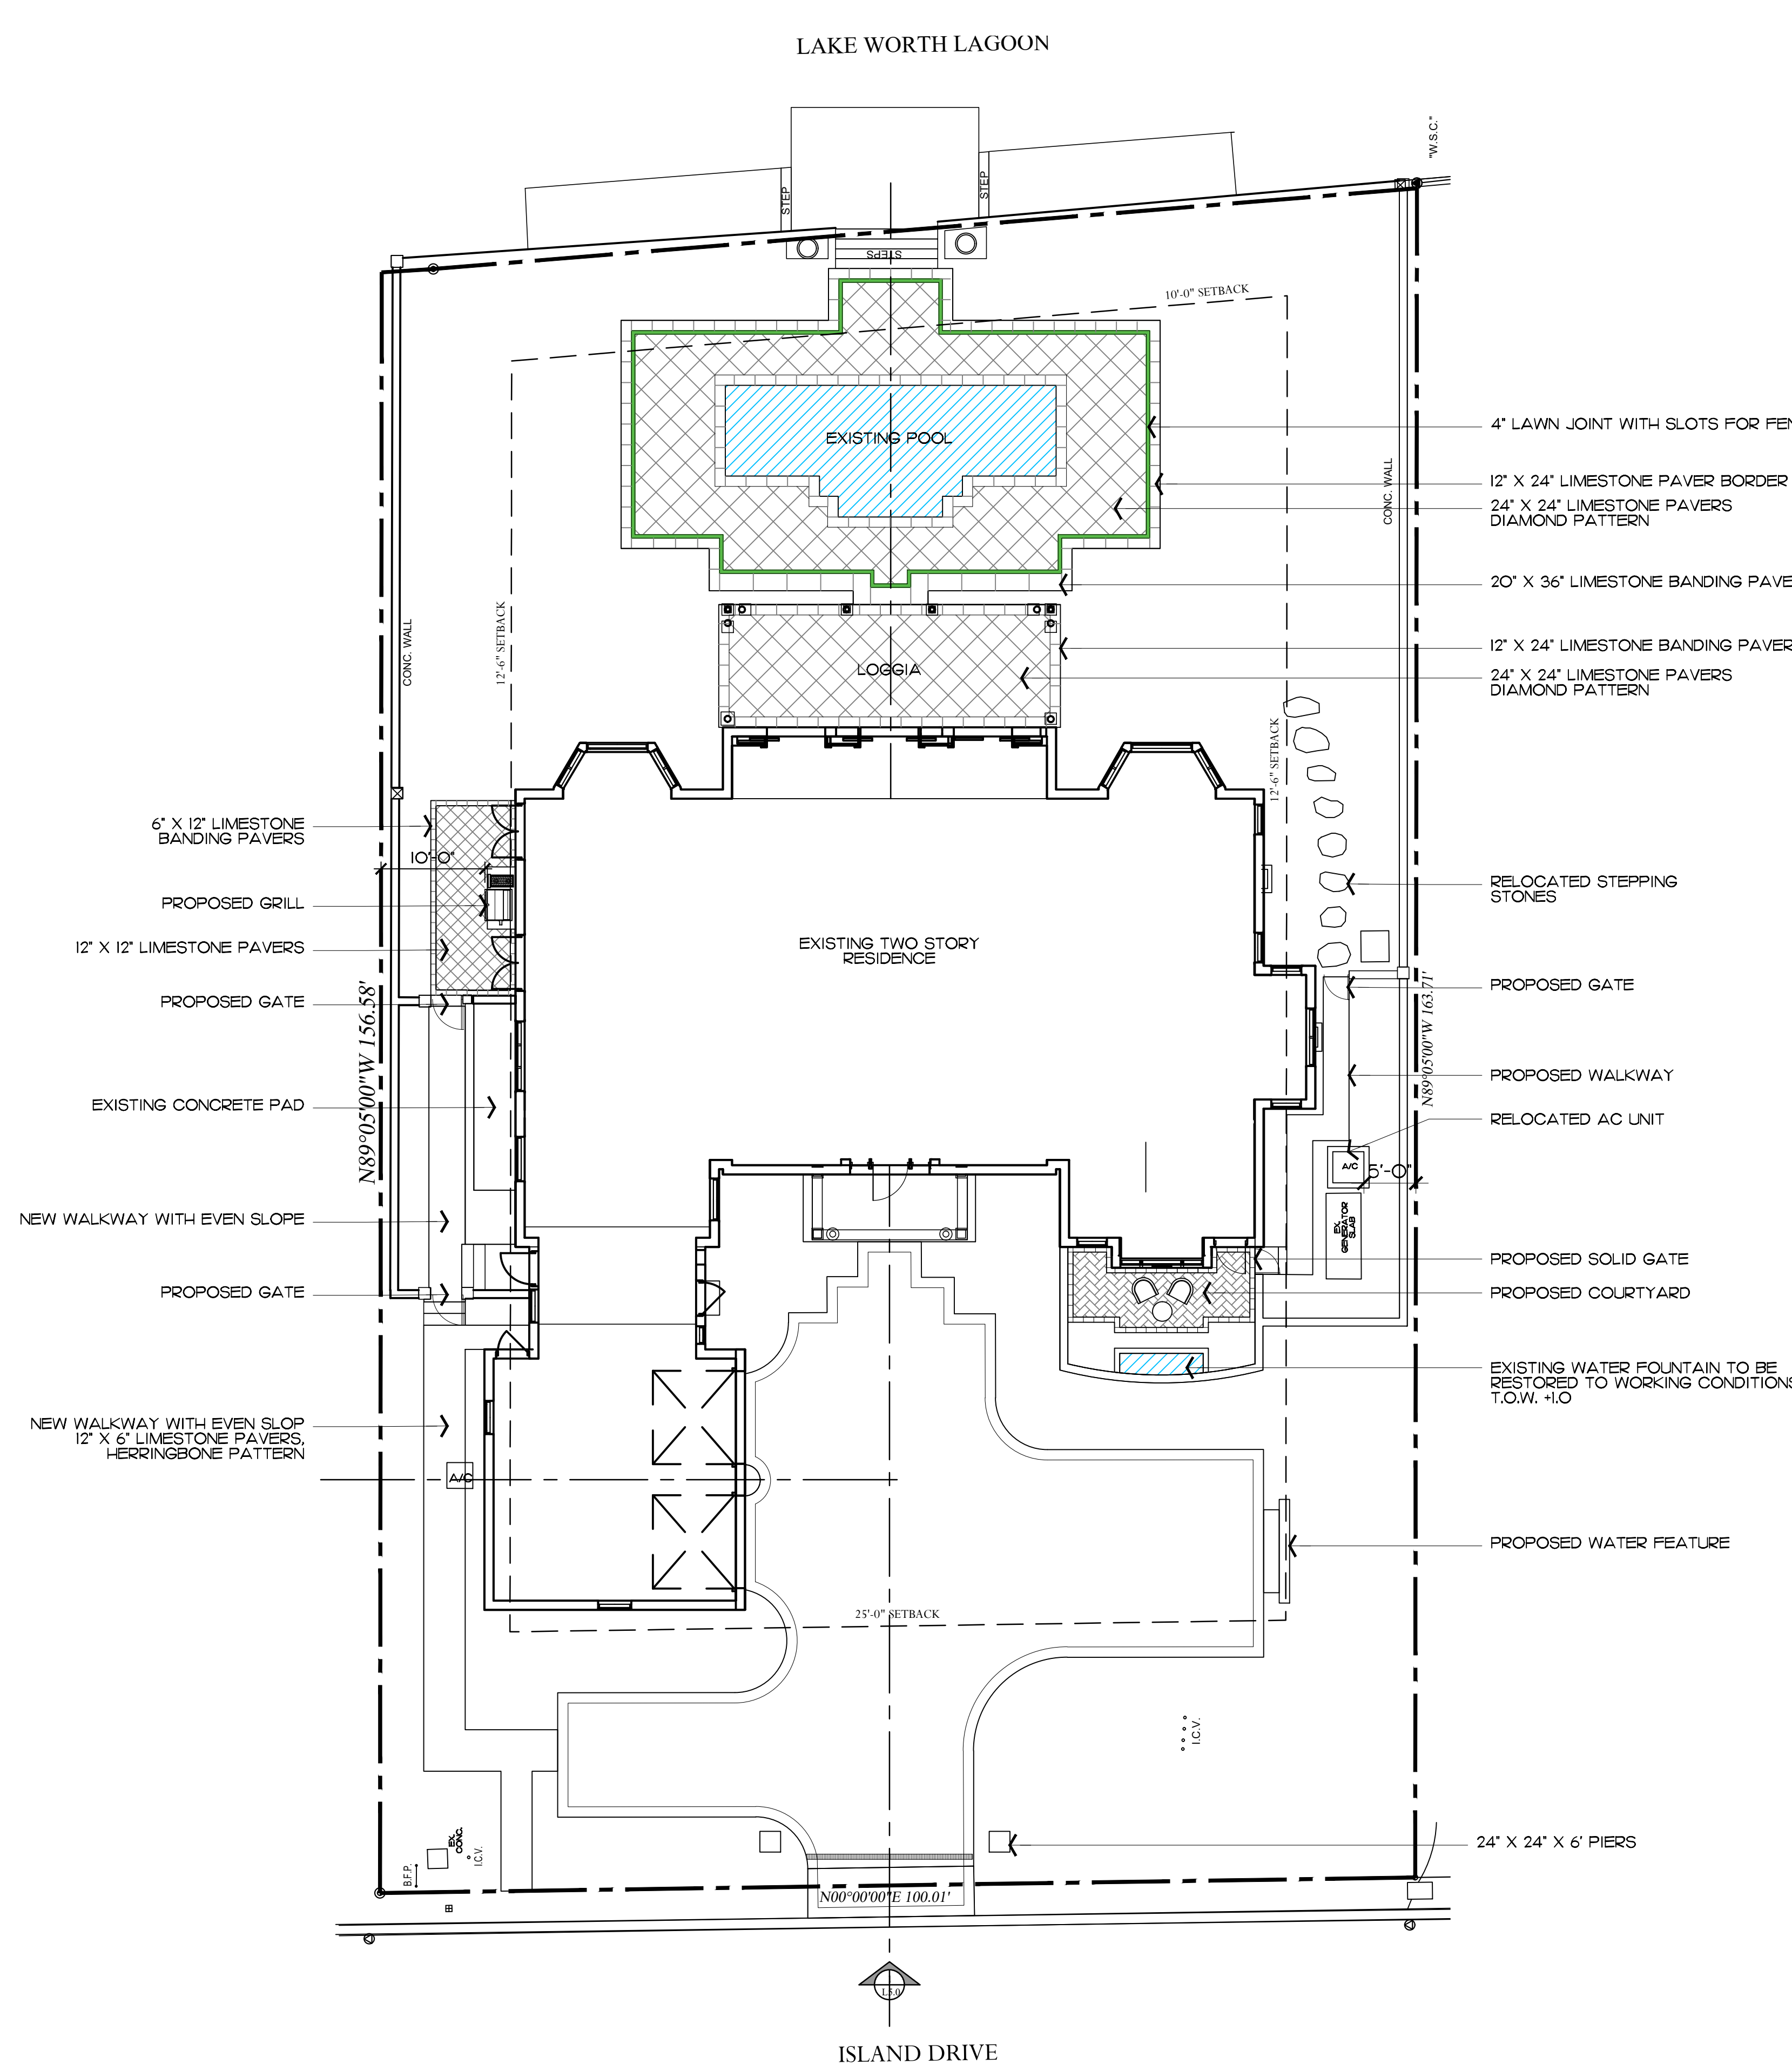 LAKE WORTH LAGOON
"W.S.C."
STEP
STEP
STEPS
10'-0" SETBACK
EXISTING POOL
4" LAWN JOINT WITH SLOTS FOR
12" X 24" LIMESTONE PAVER BORDER
24" X 24" LIMESTONE PAVERS
DIAMOND PATTERN
CONC. WALL
20" X 36" LIMESTONE BANDING
12'-6" SETBACK
CONC. WALL
LOGGIA
12" X 24" LIMESTONE BANDING PAVER
24" X 24" LIMESTONE PAVERS
DIAMOND PATTERN
12'-6" SETBACK
6" X 12" LIMESTONE
BANDING PAVERS
10'-0"
PROPOSED GRILL
12" X 12" LIMESTONE PAVERS
PROPOSED GATE
N89°05'00"W 156.58'
EXISTING CONCRETE PAD
NEW WALKWAY WITH EVEN SLOPE
PROPOSED GATE
EXISTING TWO STORY
RESIDENCE
RELOCATED STEPPING
STONES
PROPOSED GATE
N89°05'00"W 163.71'
PROPOSED WALKWAY
RELOCATED AC UNIT
A/C
5'-0"
EX.
GENERATOR
SLAB
PROPOSED SOLID GATE
PROPOSED COURTYARD
EXISTING WATER FOUNTAIN TO BE
RESTORED TO WORKING CONDITIONS
T.O.W. +1.0
NEW WALKWAY WITH EVEN SLOP
12" X 6" LIMESTONE PAVERS,
HERRINGBONE PATTERN
A/C
PROPOSED WATER FEATURE
25'-0" SETBACK
I.C.V.
EX.
CONC.
I.C.V.
B.F.P.
24" X 24" X 6' PIERS
N00°00'00"E 100.01'
L5.0
ISLAND DRIVE